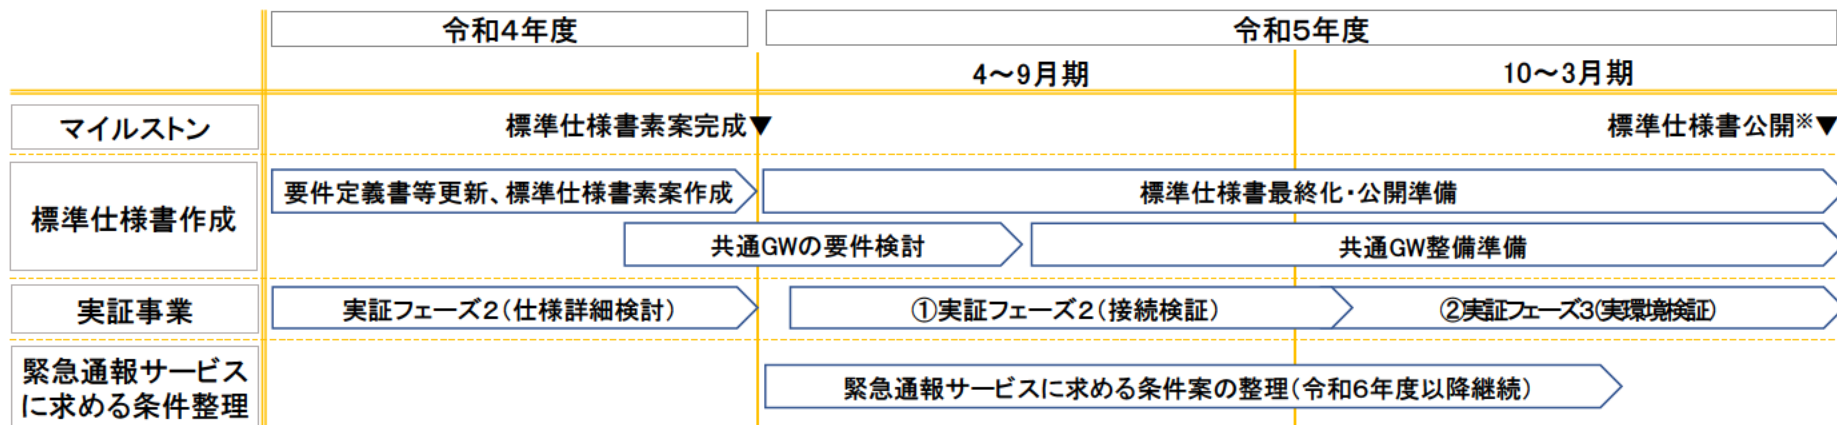 令和4年度
令和5年度
4～9月期
10～3月期
マイルストン
標準仕様書素案完成▼
標準仕様書公開※▼
標準仕様書作成
要件定義書等更新、標準仕様書素案作成
標準仕様書最終化・公開準備
共通GWの要件検討
共通GW整備準備
実証事業
実証フェーズ2(仕様詳細検討)
①実証フェーズ2(接続検証)
②実証フェーズ3(実環境検証)
緊急通報サービス
に求める条件整理
緊急通報サービスに求める条件案の整理(令和6年度以降継続)